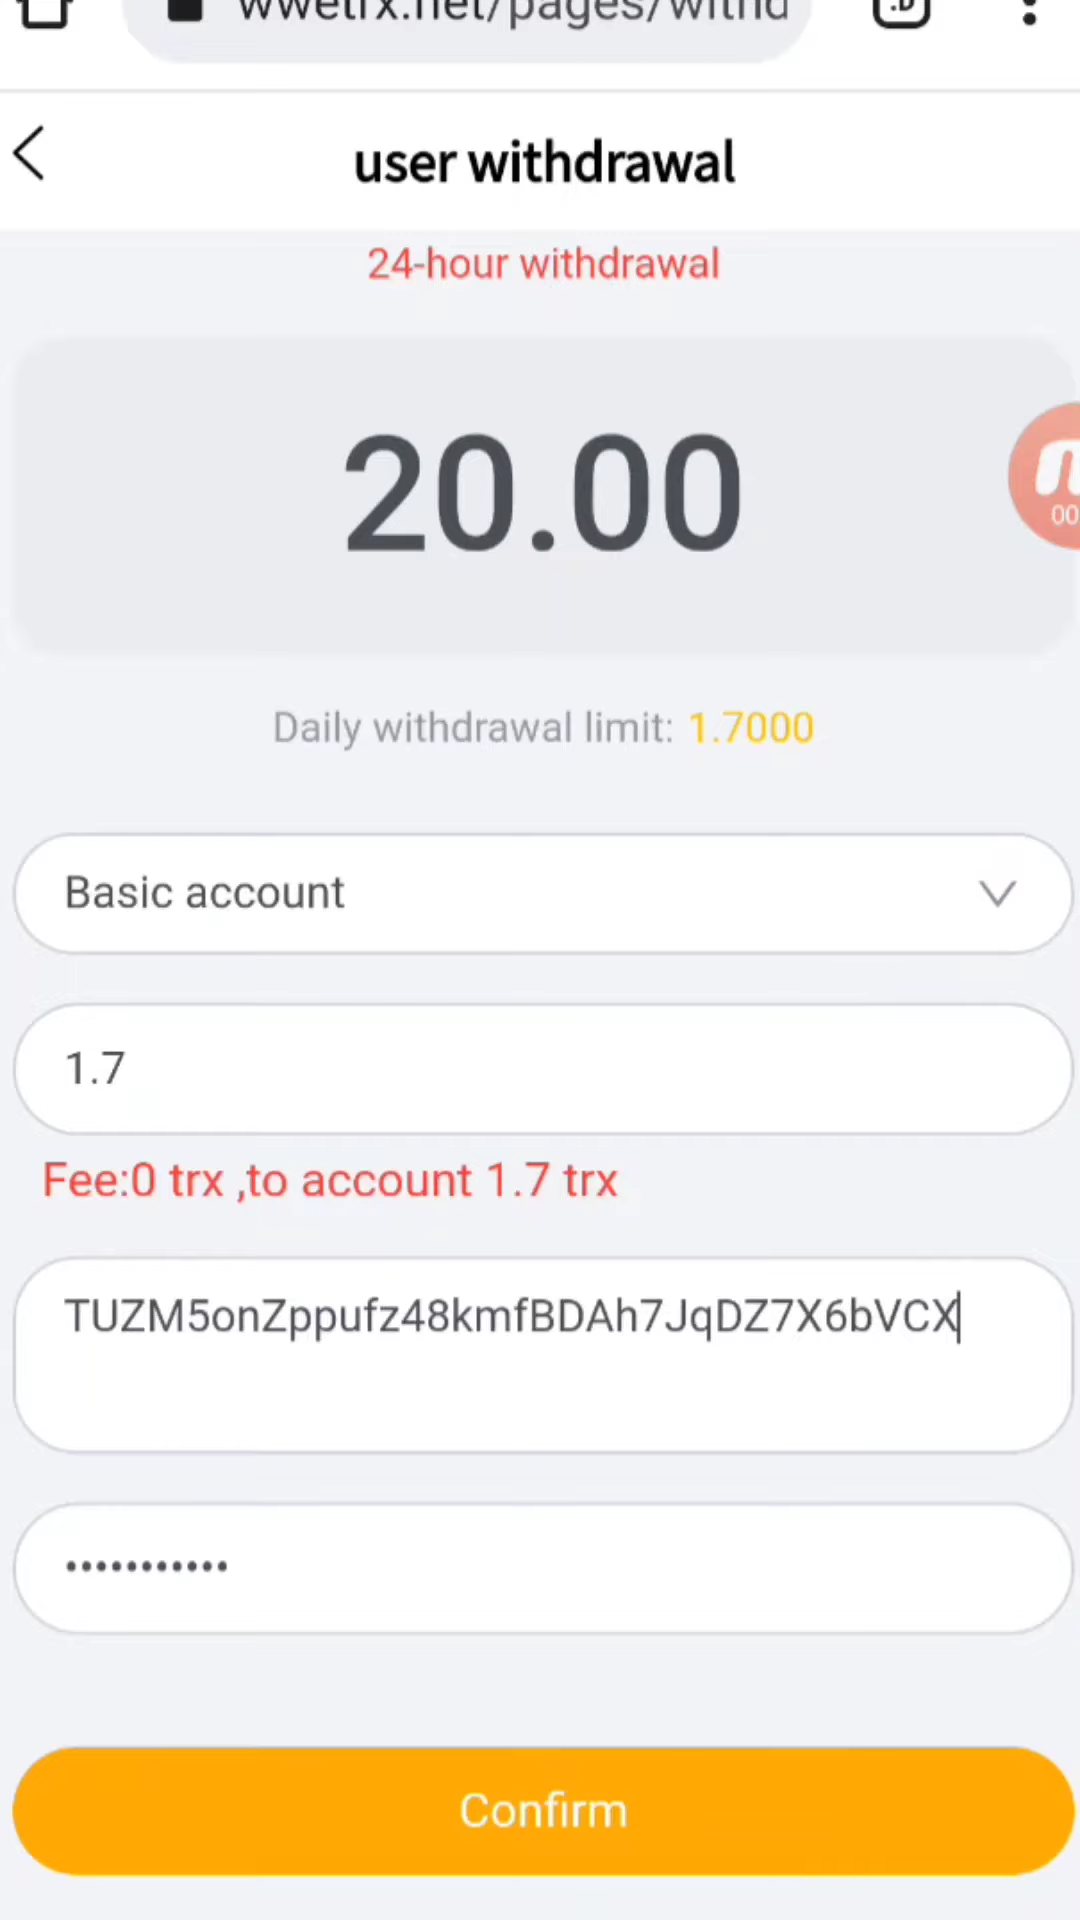 user withdrawal
24-hour withdrawal
20.00
00
Daily withdrawal limit: 1.7000
Basic account
1.7
Fee:0 trx ,to account 1.7 trx
TUZM5onZppufz48kmfBDAh7JqDZ7X6bVCX
•••••••••••
Confirm